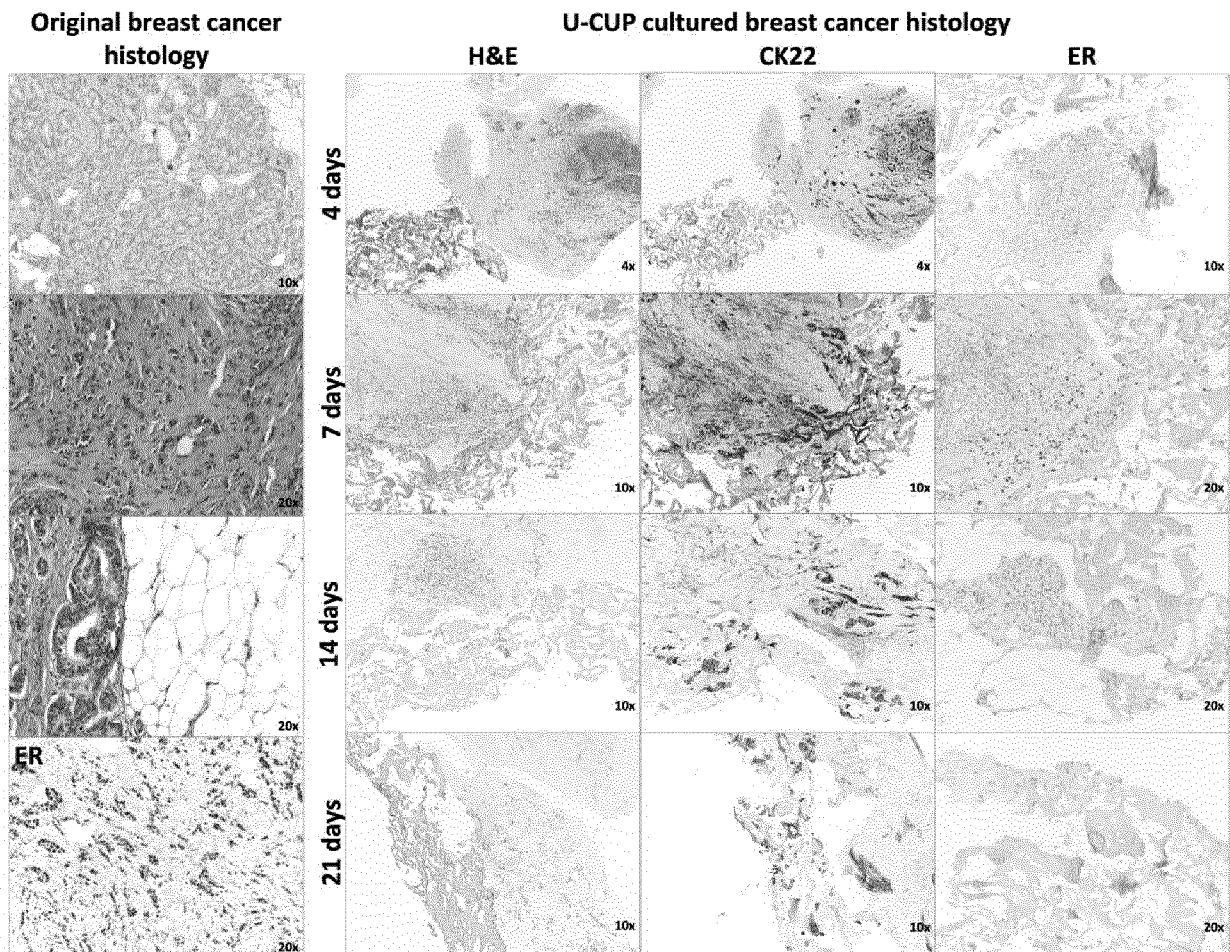 Original breast cancer
histology
U-CUP cultured breast cancer histology
H&E
CK22
ER
4 days
10x
4x
4x
10x
7 days
20x
10x
10x
20x
14 days
20x
10x
10x
20x
ER
21 days
20x
10x
10x
20x